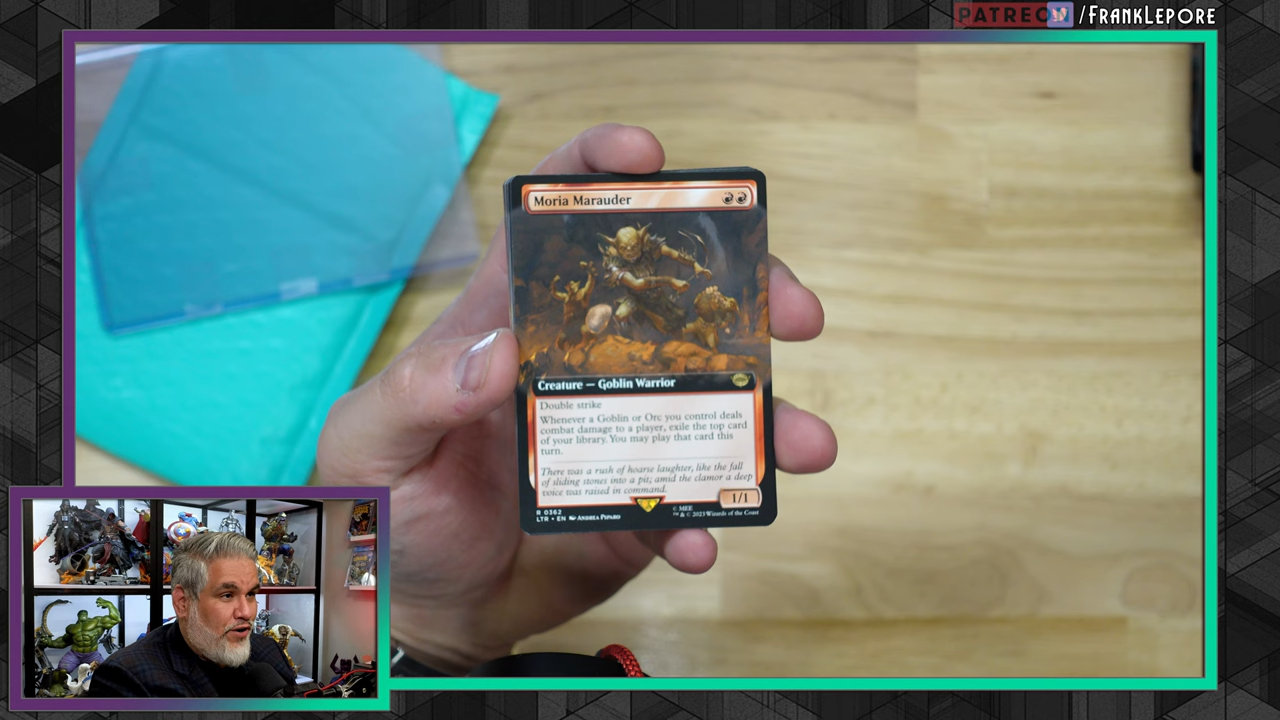 PATREON /FRANKLEPORE
Moria Marauder
Creature — Goblin Warrior
Double strike
Whenever a Goblin or Orc you control deals
combat damage to a player, exile the top card
of your library. You may play that card this
turn.
There was a rush of hoarse laughter, like the fall
of sliding stones into a pit; amid the clamor a deep
voice was raised in command.
1/1
R 0362
LTR • EN Andrea Piparo
© MEE
™ & © 2023 Wizards of the Coast